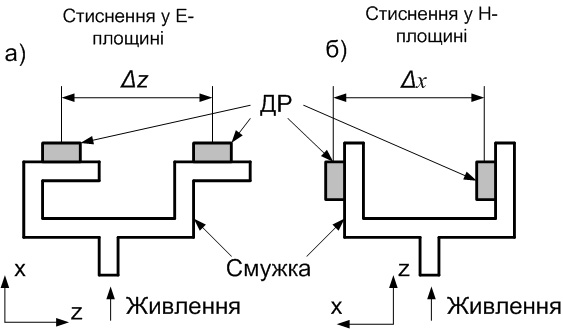 Стиснення у E-
площині
Стиснення у H-
площині
а)
б)
Δz
ДР
Δx
Смужка
x
z
Живлення
z
x
Живлення